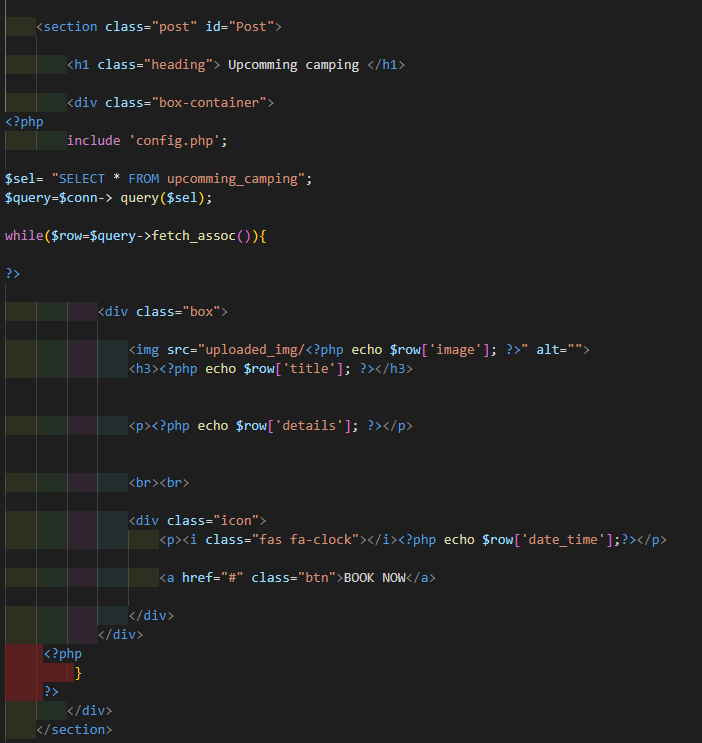 <section class="post" id="Post">
<h1 class="heading"> Upcomming camping </h1>
<div class="box-container">
<?php
include 'config.php';
$sel= "SELECT * FROM upcomming_camping";
$query=$conn-> query($sel);
while($row=$query->fetch_assoc()){
?>
<div class="box">
<img src="uploaded_img/<?php echo $row['image']; ?>" alt="">
<h3><?php echo $row['title']; ?></h3>
<p><?php echo $row['details']; ?></p>
<br><br>
<div class="icon">
<p><i class="fas fa-clock"></i><?php echo $row['date_time'];?></p>
<a href="#" class="btn">BOOK NOW</a>
</div>
</div>
<?php
}
?>
</div>
</section>